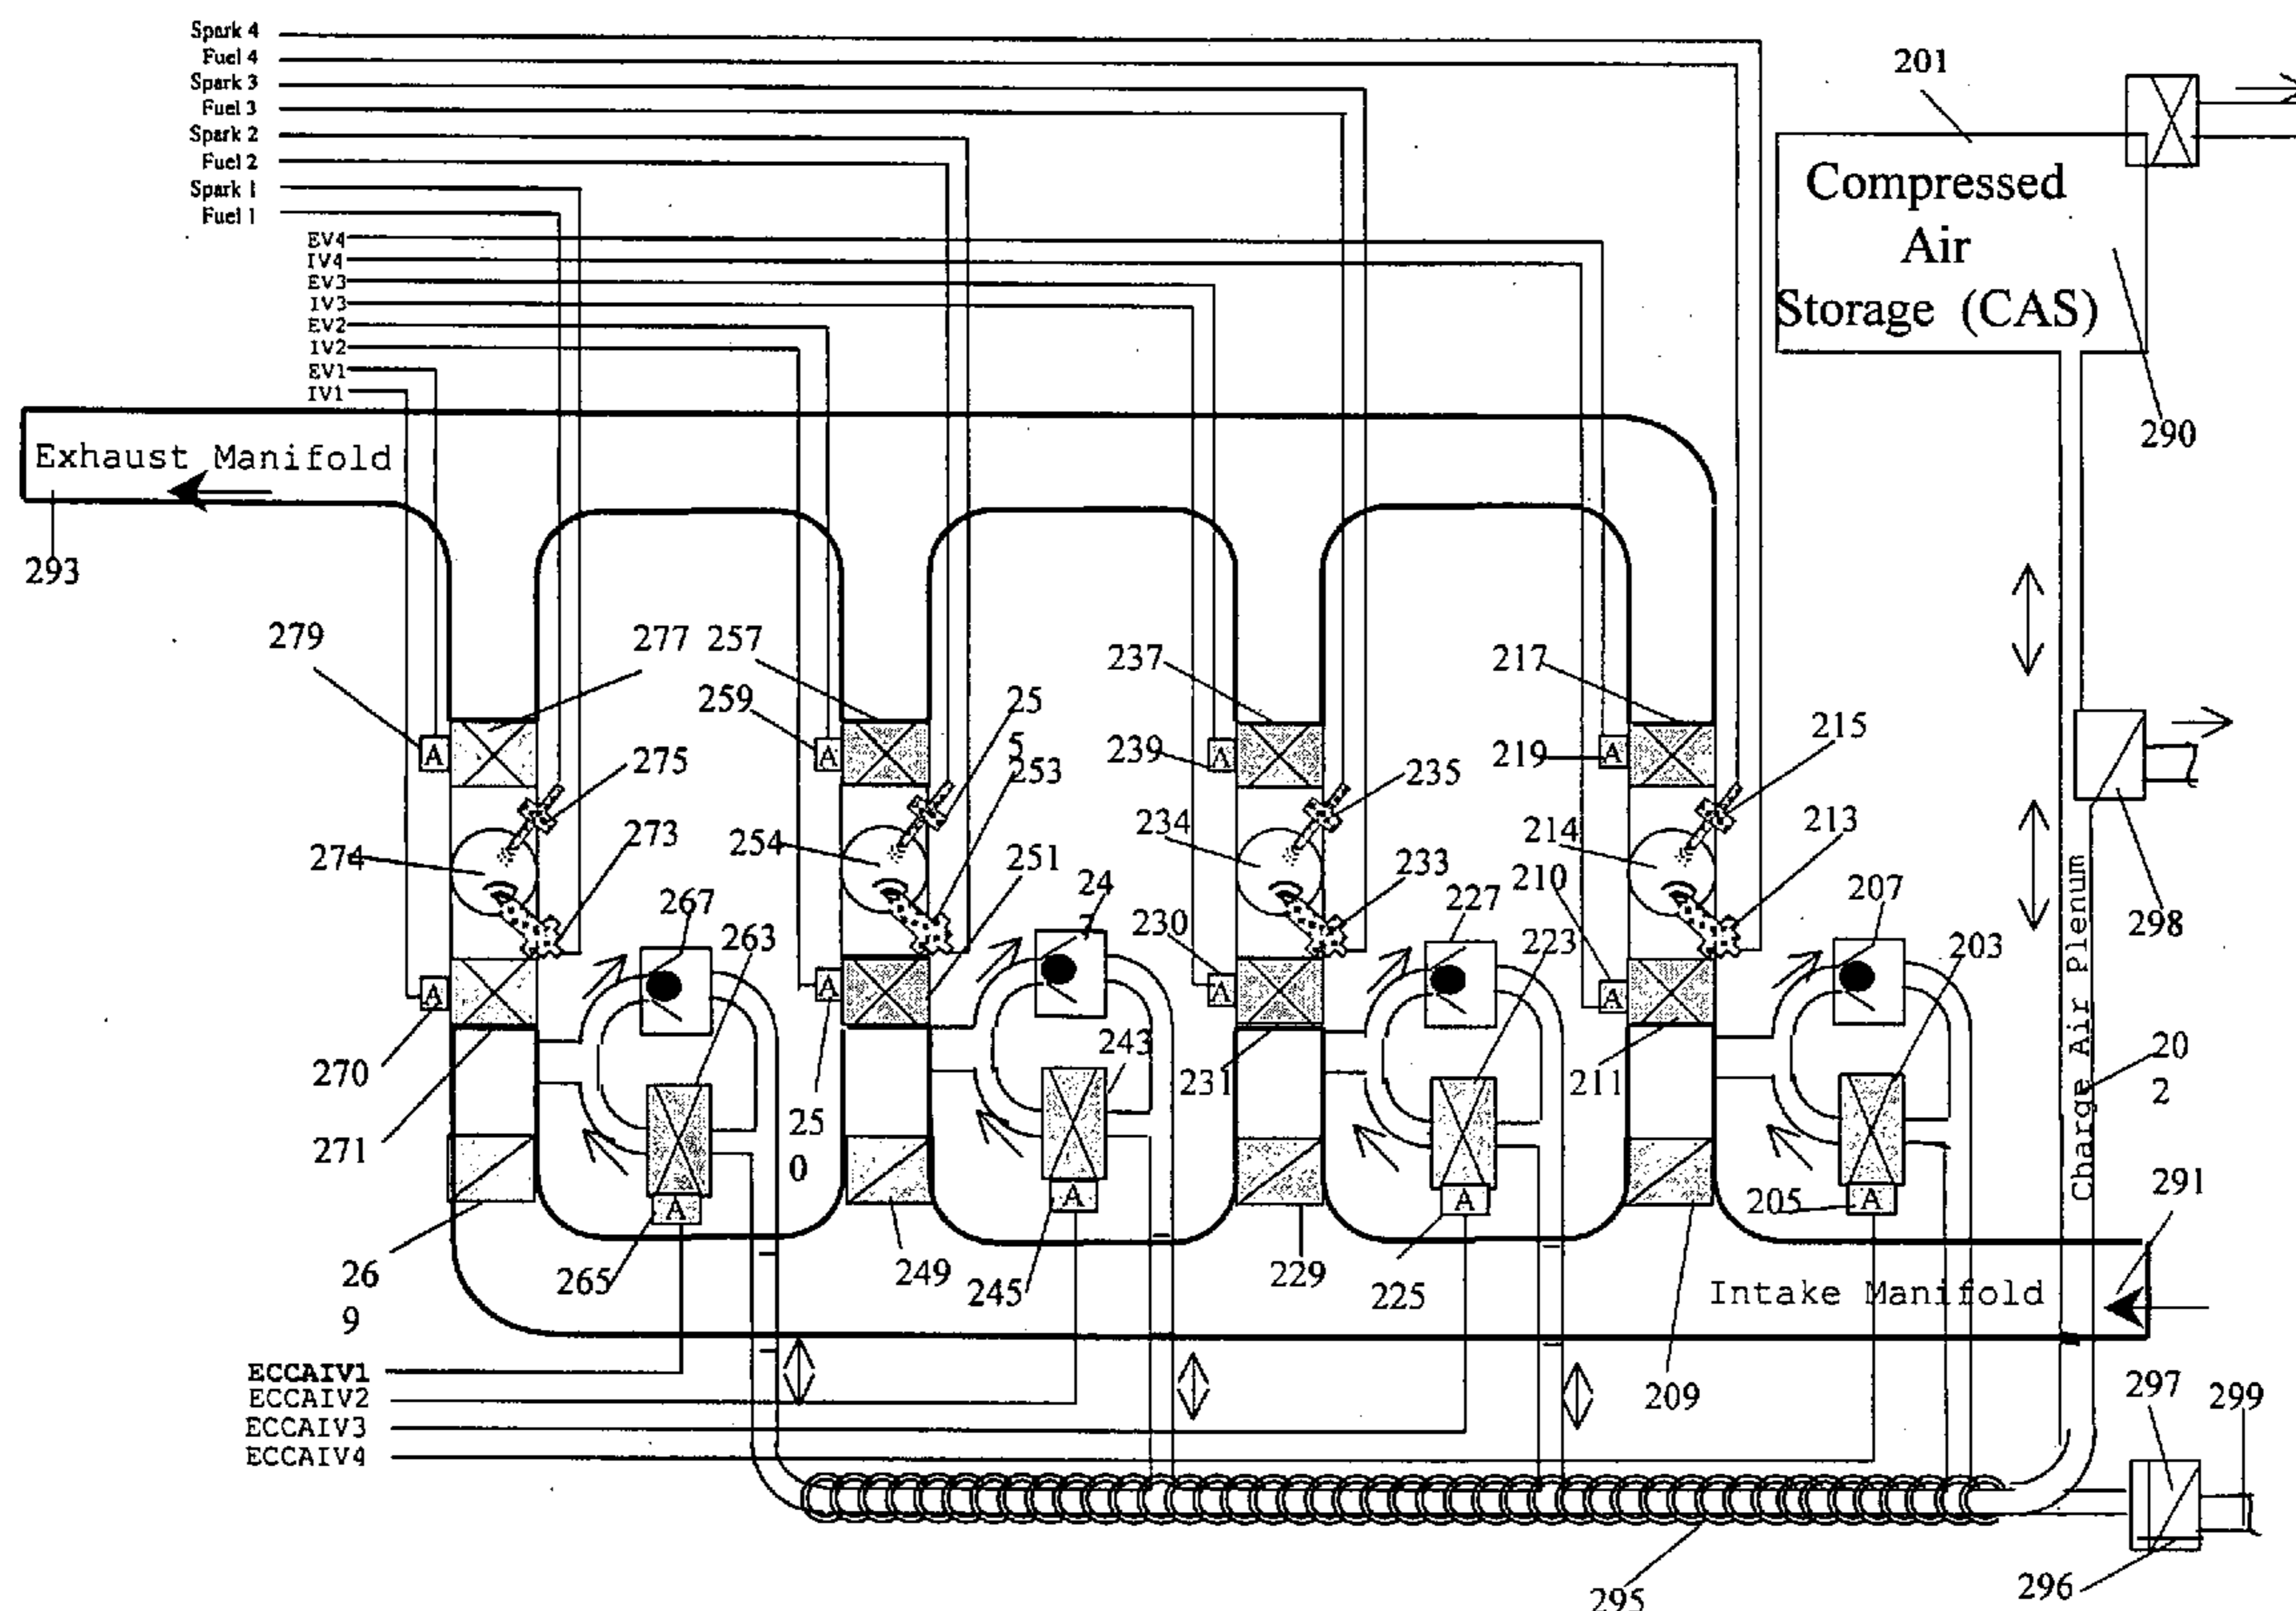 Spark 4
Fuel 4
Spark 3
Fuel 3
Spark 2
Fuel 2
Spark 1
Fuel 1
EV4
IV4
EV3
IV3
EV2
IV2
EV1
IV1
201
Compressed
Air
Storage (CAS)
290
Exhaust Manifold
293
279
277
257
259
25
5
253
237
239
217
219
215
275
235
273
274
254
251
234
233
214
213
210
24
7
267
263
230
227
223
207
203
298
Charge Air Plenum
20
2
270
271
243
25
0
231
211
A
A
A
A
A
A
A
A
A
A
A
A
205
291
26
9
265
249
245
229
225
Intake Manifold
209
ECCAIV1
ECCAIV2
ECCAIV3
ECCAIV4
297
299
295
296